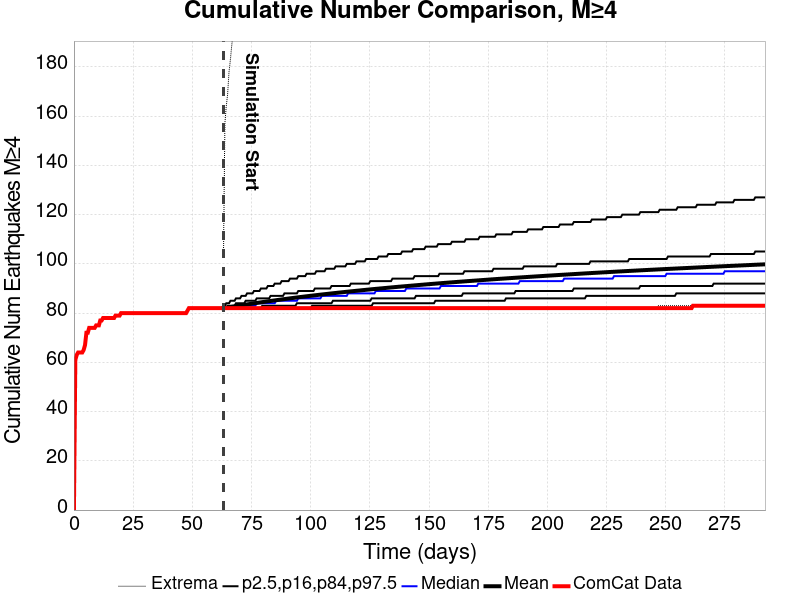 Cumulative Number Comparison, M≥4
Cumulative Num Earthquakes M≥4
180
160
140
120
100
80
60
40
20
0
Simulation Start
0 25 50 75 100 125 150 175 200 225 250 275
Time (days)
Extrema p2.5,p16,p84,p97.5 Median Mean ComCat Data